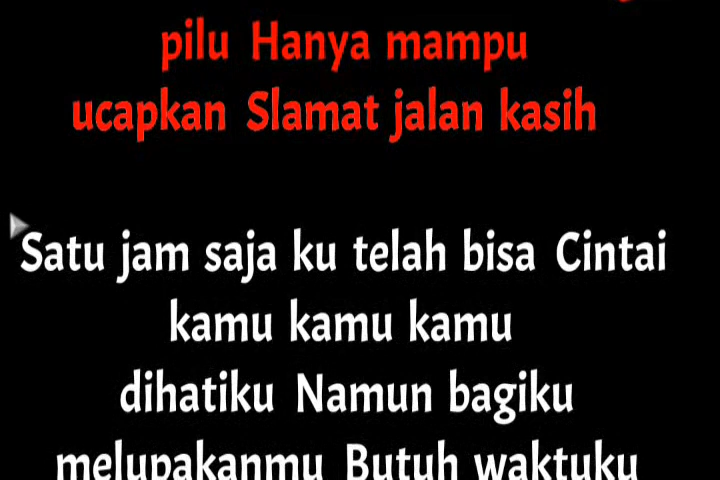 pilu Hanya mampu
ucapkan Slamat jalan kasih
Satu jam saja ku telah bisa Cintai
kamu kamu kamu
dihatiku Namun bagiku
melupakanmu Butuh waktuku